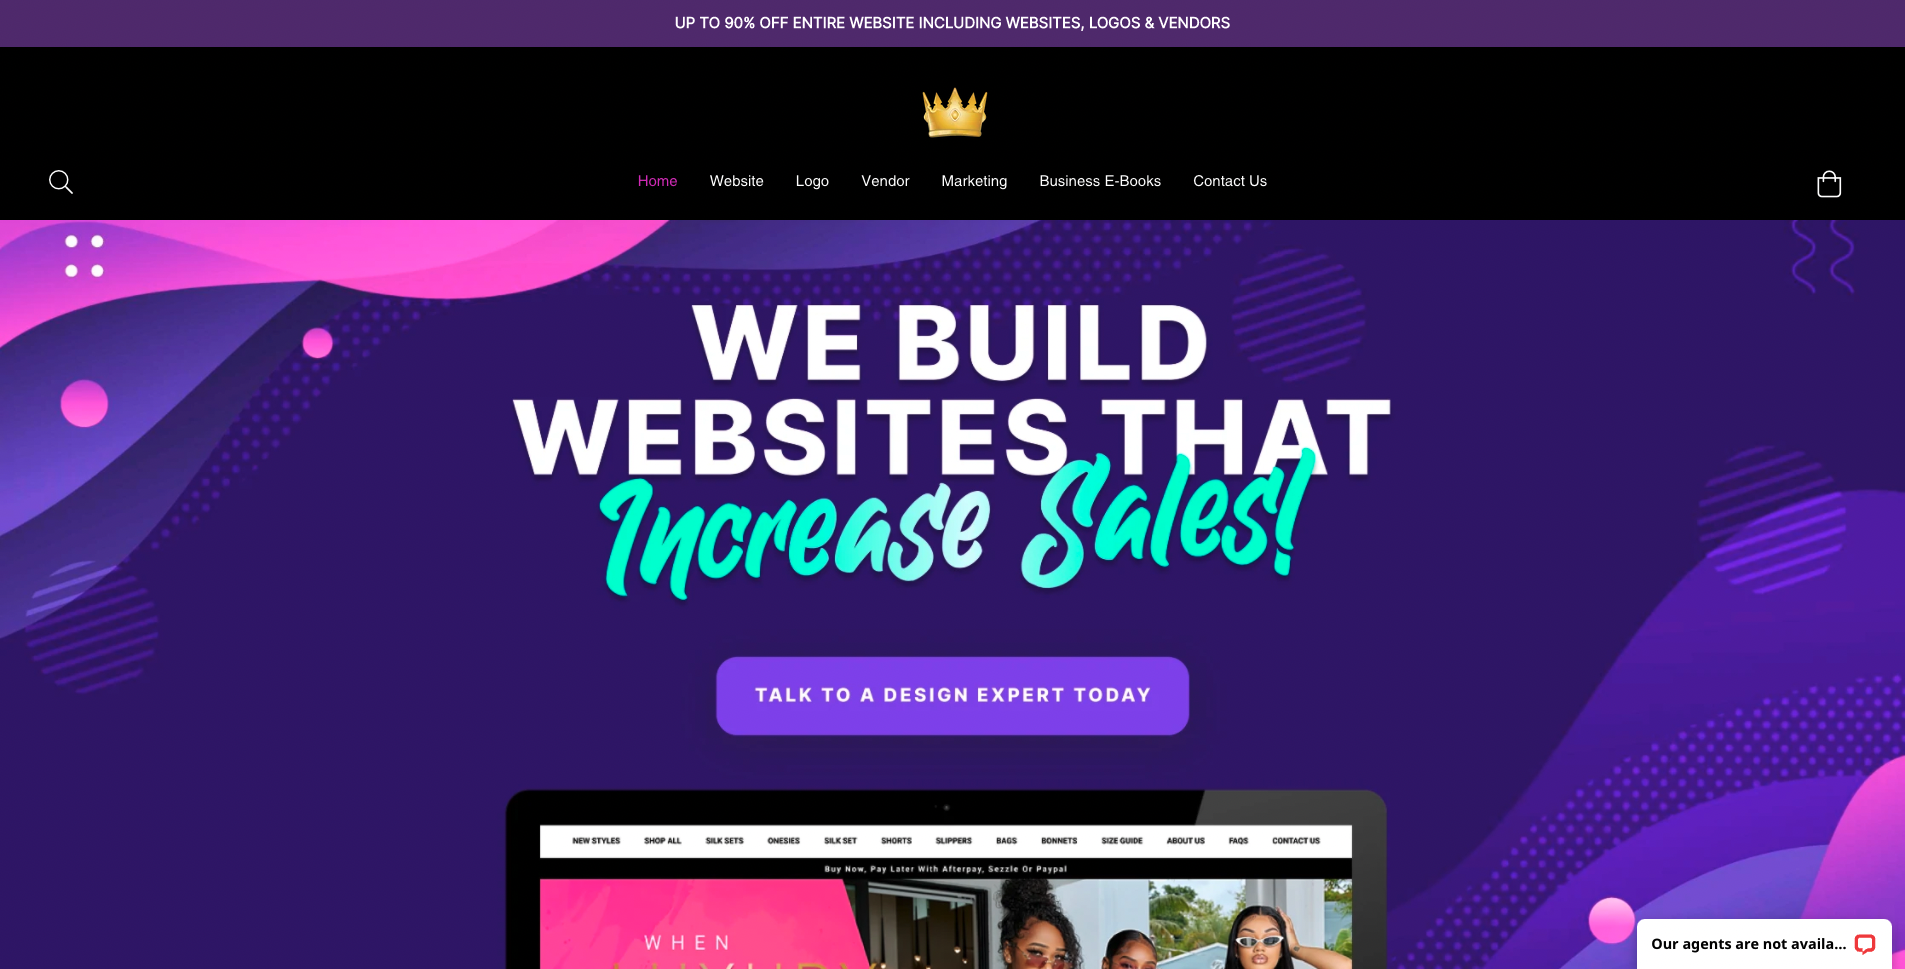 UP TO 90% OFF ENTIRE WEBSITE INCLUDING WEBSITES, LOGOS & VENDORS
Home Website Logo Vendor Marketing Business E-Books Contact Us
WE BUILD
WEBSITES THAT
Increase Sales!
TALK TO A DESIGN EXPERT TODAY
NEW STYLES SHOP ALL SILK SETS ONESIES SILK SET SHORTS SLIPPERS BAGS BONNETS SIZE GUIDE ABOUT US FAQS CONTACT US
Buy Now, Pay Later With Afterpay, Sezzle Or Paypal
WHEN
Our agents are not availa...